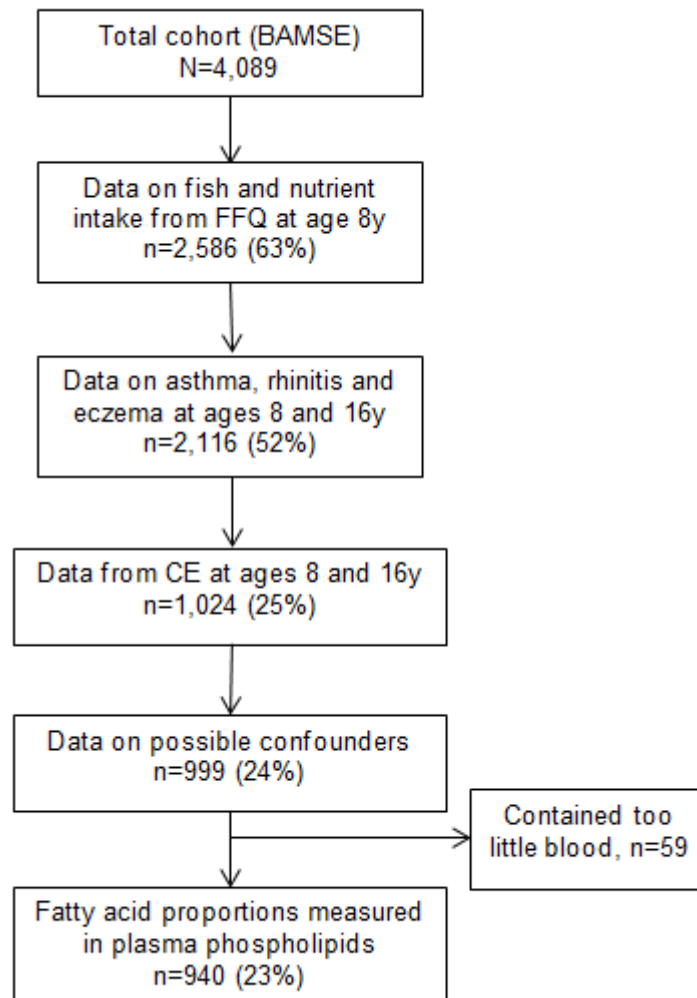 Total cohort (BAMSE)
N=4,089
Data on fish and nutrient
intake from FFQ at age 8y
n=2,586 (63%)
Data on asthma, rhinitis and
eczema at ages 8 and 16y
n=2,116 (52%)
Data from CE at ages 8 and 16y
n=1,024 (25%)
Data on possible confounders
n=999 (24%)
Contained too
little blood, n=59
Fatty acid proportions measured
in plasma phospholipids
n=940 (23%)